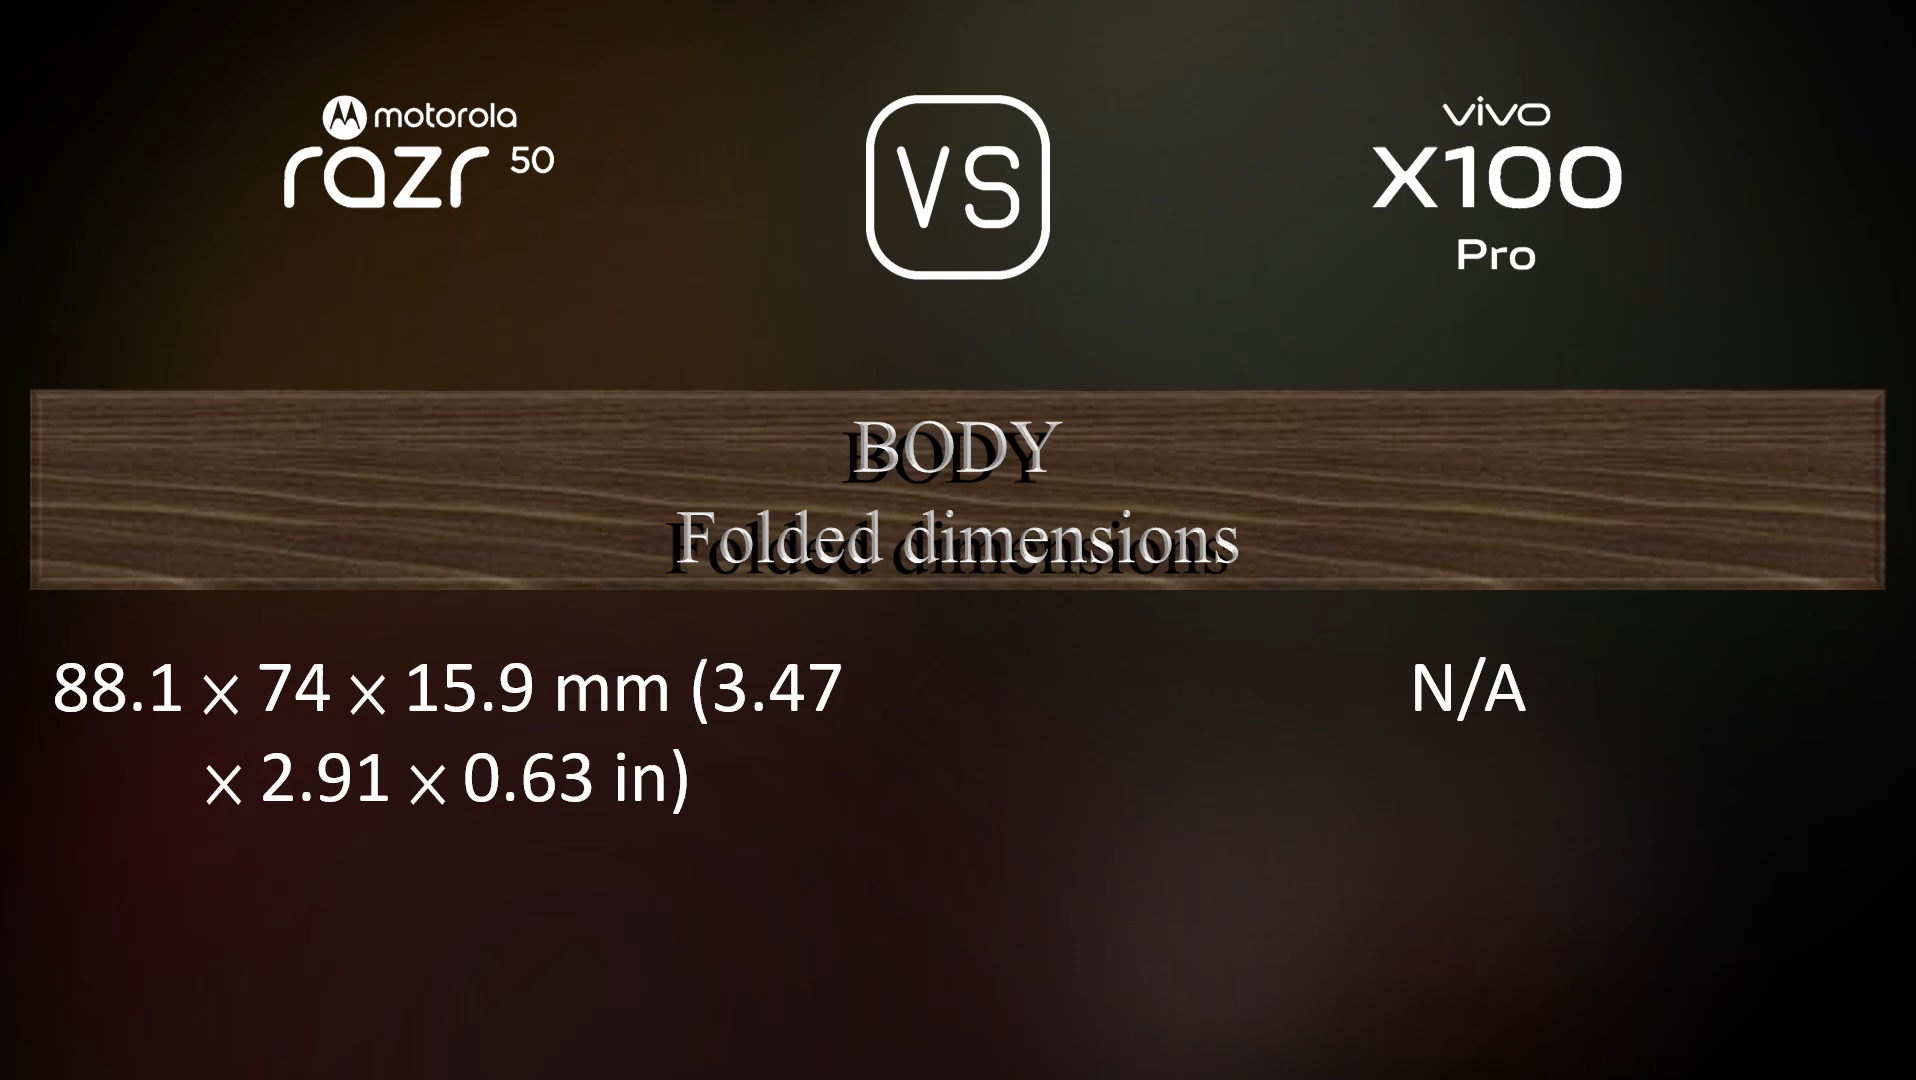 motorola
razr 50
VS
vivo
X100
Pro
BODY
Folded dimensions
88.1 x 74 x 15.9 mm (3.47
x 2.91 x 0.63 in)
N/A